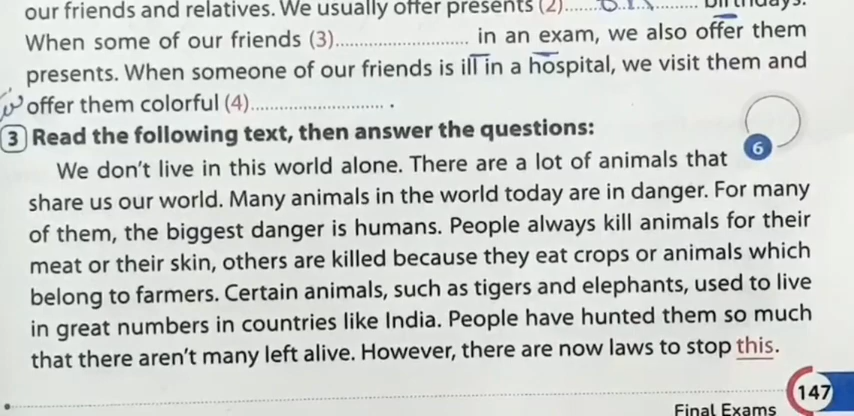 our friends and relatives. We usually offer presents (2)............... birthdays.
When some of our friends (3)........................... in an exam, we also offer them
presents. When someone of our friends is ill in a hospital, we visit them and
offer them colorful (4)........................... .
3 Read the following text, then answer the questions:
6
We don't live in this world alone. There are a lot of animals that
share us our world. Many animals in the world today are in danger. For many
of them, the biggest danger is humans. People always kill animals for their
meat or their skin, others are killed because they eat crops or animals which
belong to farmers. Certain animals, such as tigers and elephants, used to live
in great numbers in countries like India. People have hunted them so much
that there aren't many left alive. However, there are now laws to stop this.
147
Final Exams